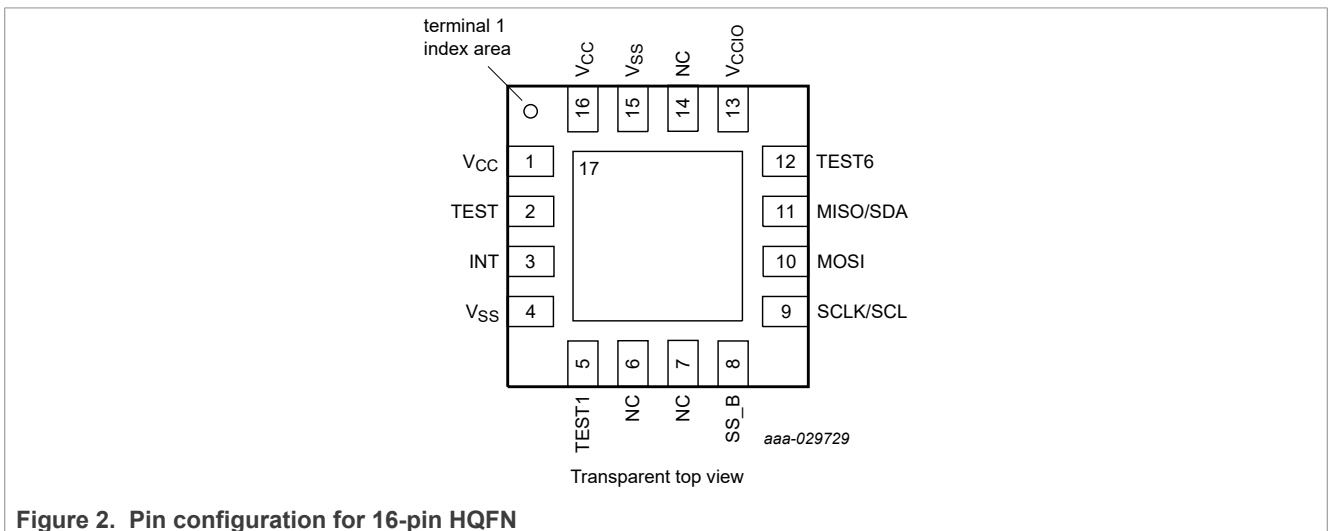 terminal 1
index area
VCC
VSS
NC
VCCIO
16
15
14
13
VCC 1
17
12 TEST6
TEST 2
11 MISO/SDA
INT 3
10 MOSI
VSS 4
9 SCLK/SCL
5
6
7
8
TEST1
NC
NC
SS_B
aaa-029729
Transparent top view
Figure 2. Pin configuration for 16-pin HQFN